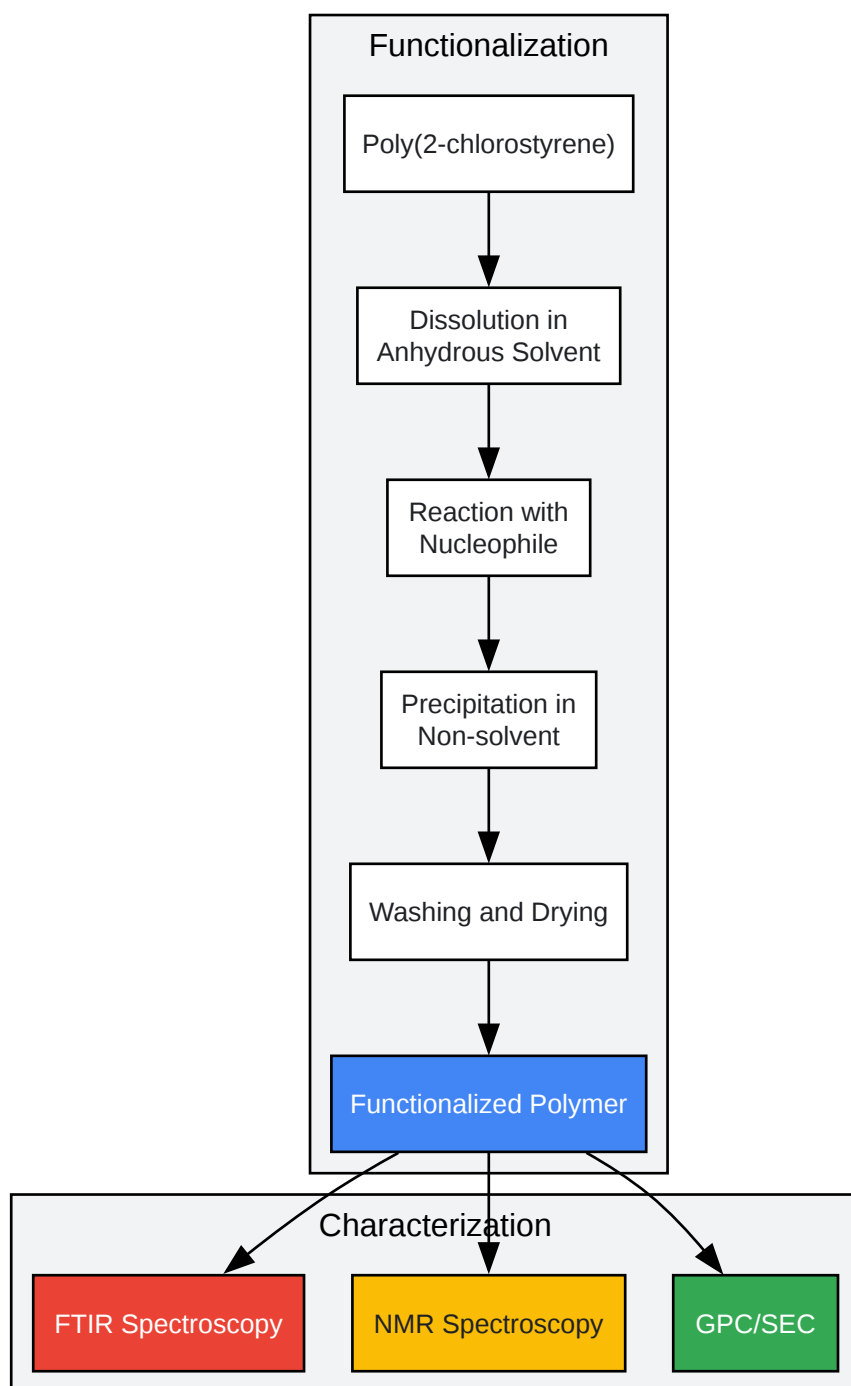 Functionalization
Poly(2-chlorostyrene)
Dissolution in
Anhydrous Solvent
Reaction with
Nucleophile
Precipitation in
Non-solvent
Washing and Drying
Functionalized Polymer
Characterization
FTIR Spectroscopy
NMR Spectroscopy
GPC/SEC